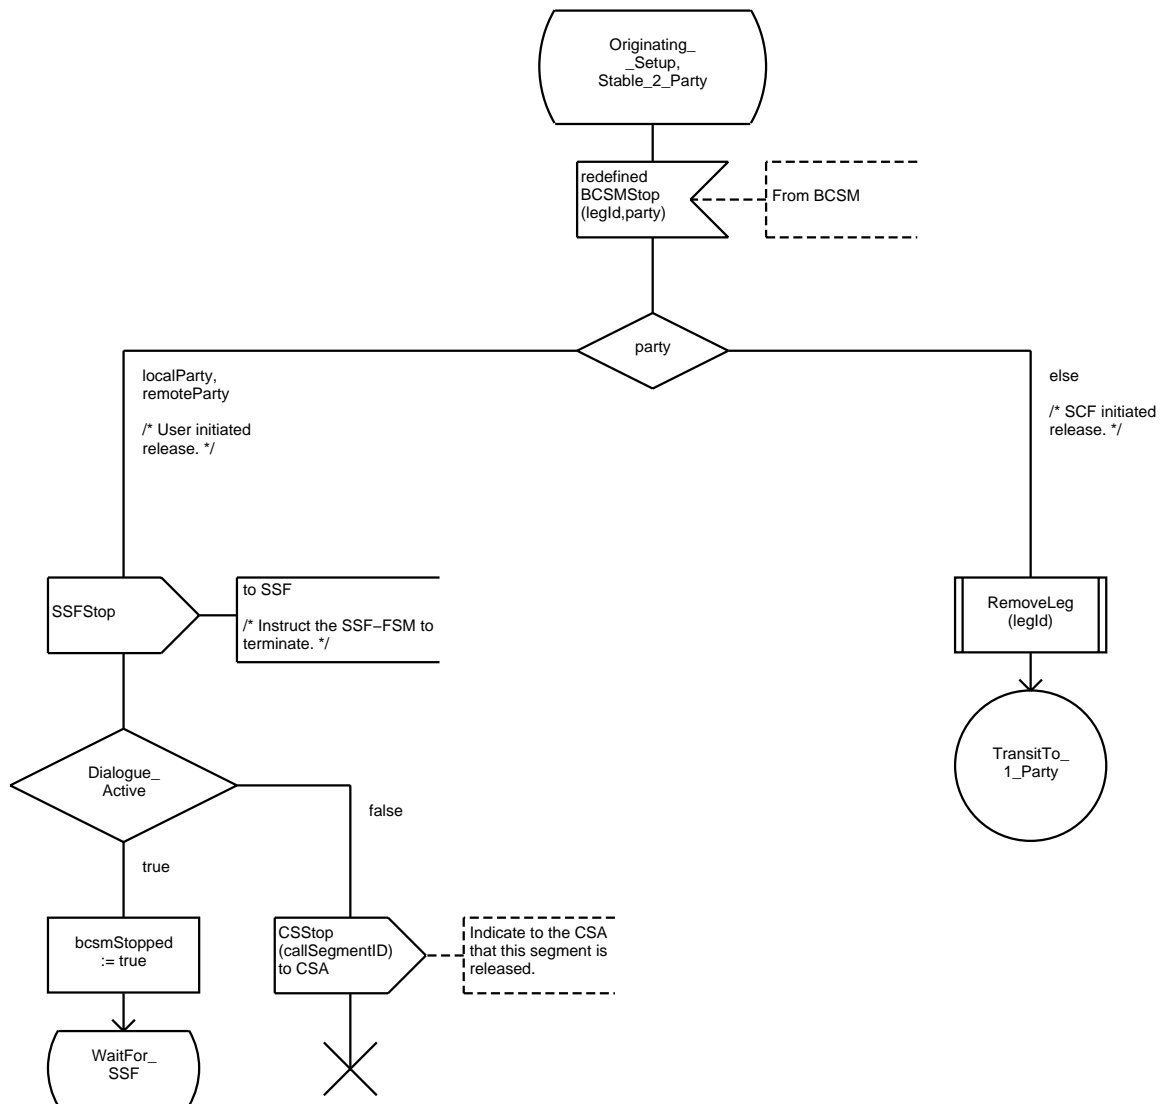 Originating_
_Setup,
Stable_2_Party
redefined
BCSMStop
(legId,party)
From BCSM
party
localParty,
remoteParty
/* User initiated
release. */
else
/* SCF initiated
release. */
SSFStop
to SSF
/* Instruct the SSF−FSM to
terminate. */
RemoveLeg
(legId)
TransitTo_
1_Party
Dialogue_
Active
false
true
bcsmStopped
:= true
CSStop
(callSegmentID)
to CSA
Indicate to the CSA
that this segment is
released.
WaitFor_
SSF